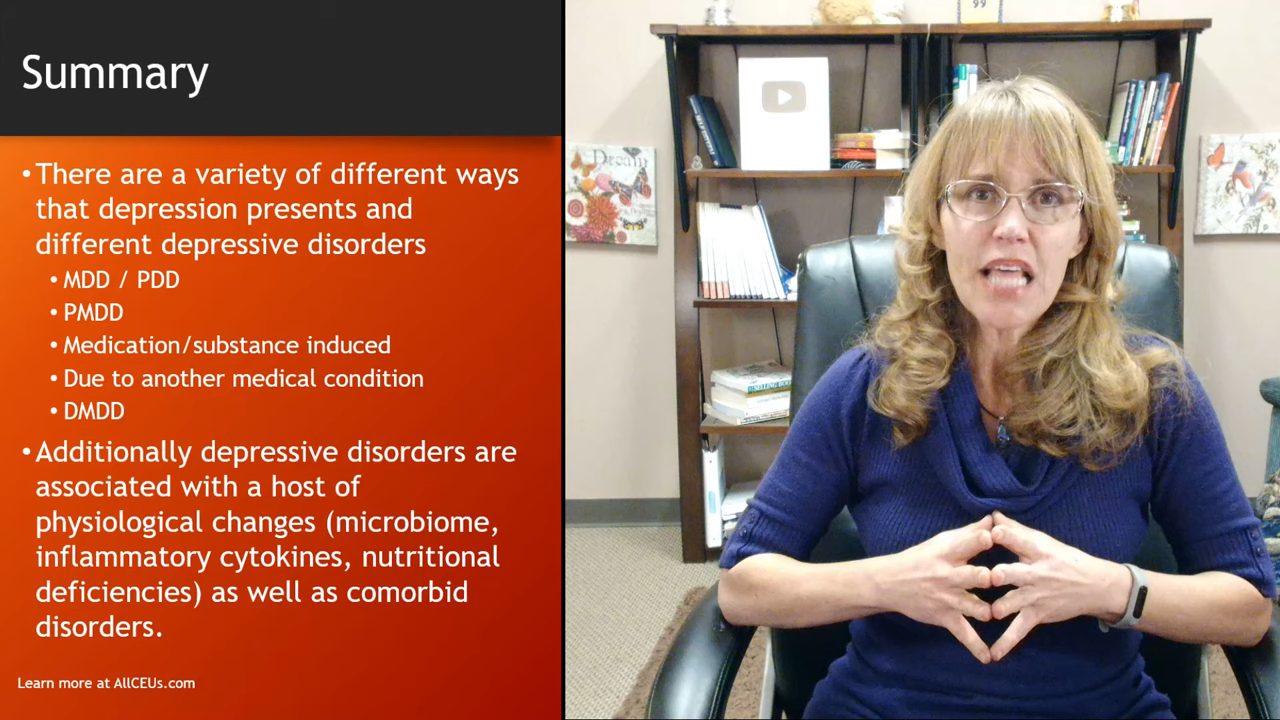 Summary
•There are a variety of different ways
that depression presents and
different depressive disorders
• MDD / PDD
• PMDD
• Medication/substance induced
• Due to another medical condition
• DMDD
•Additionally depressive disorders are
associated with a host of
physiological changes (microbiome,
inflammatory cytokines, nutritional
deficiencies) as well as comorbid
disorders.
Learn more at AllCEUs.com
99
Dream